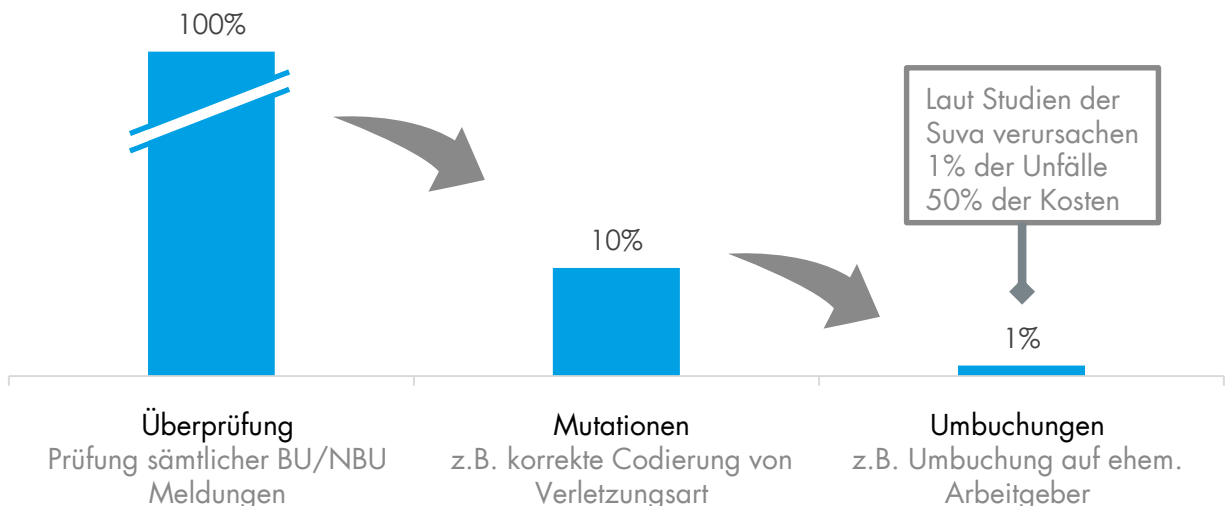 100%
Laut Studien der
Suva verursachen
1% der Unfälle
50% der Kosten
10%
1%
Überprüfung
Prüfung sämtlicher BU/NBU
Meldungen
Mutationen
z.B. korrekte Codierung von
Verletzungsart
Umbuchungen
z.B. Umbuchung auf ehem.
Arbeitgeber